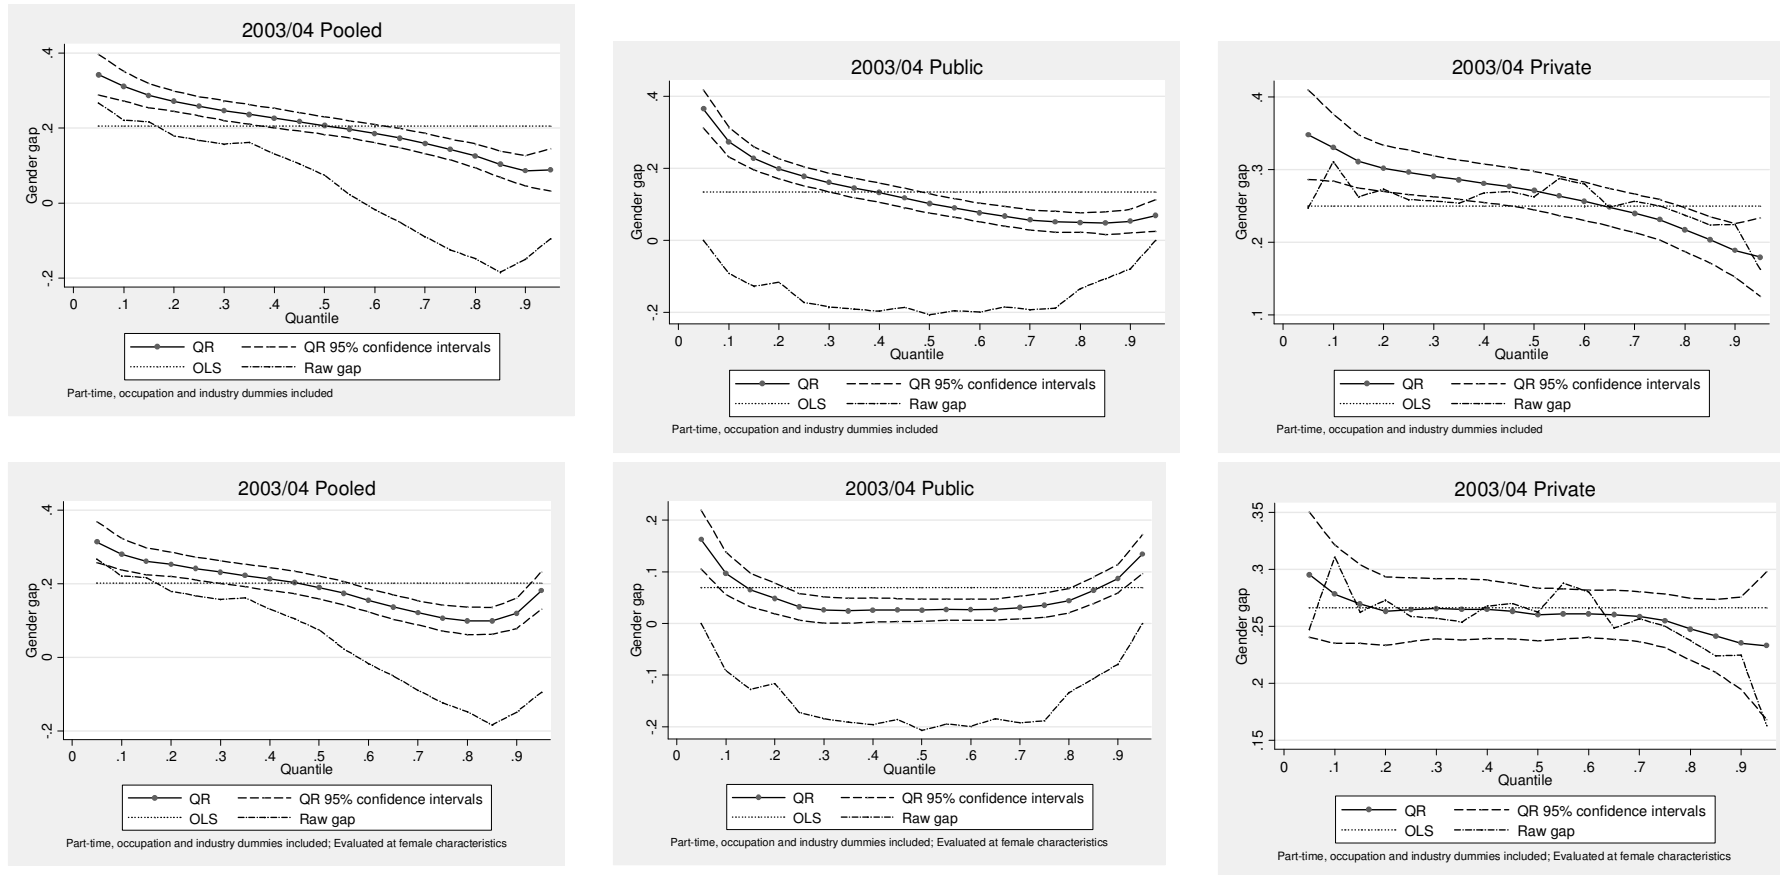 2003/04 Pooled
Gender gap
.4
.2
0
-.2
0 .1 .2 .3 .4 .5 .6 .7 .8 .9
Quantile
QR QR 95% confidence intervals
OLS Raw gap
Part-time, occupation and industry dummies included
2003/04 Public
Gender gap
.4
.2
0
-.2
0 .1 .2 .3 .4 .5 .6 .7 .8 .9
Quantile
QR QR 95% confidence intervals
OLS Raw gap
Part-time, occupation and industry dummies included
2003/04 Private
Gender gap
.4
.3
.2
.1
0 .1 .2 .3 .4 .5 .6 .7 .8 .9
Quantile
QR QR 95% confidence intervals
OLS Raw gap
Part-time, occupation and industry dummies included
2003/04 Pooled
Gender gap
.4
.2
0
-.2
0 .1 .2 .3 .4 .5 .6 .7 .8 .9
Quantile
QR QR 95% confidence intervals
OLS Raw gap
Part-time, occupation and industry dummies included; Evaluated at female characteristics
2003/04 Public
Gender gap
.2
.1
0
-.1
-.2
0 .1 .2 .3 .4 .5 .6 .7 .8 .9
Quantile
QR QR 95% confidence intervals
OLS Raw gap
Part-time, occupation and industry dummies included; Evaluated at female characteristics
2003/04 Private
Gender gap
.35
.3
.25
.2
.15
0 .1 .2 .3 .4 .5 .6 .7 .8 .9
Quantile
QR QR 95% confidence intervals
OLS Raw gap
Part-time, occupation and industry dummies included; Evaluated at female characteristics